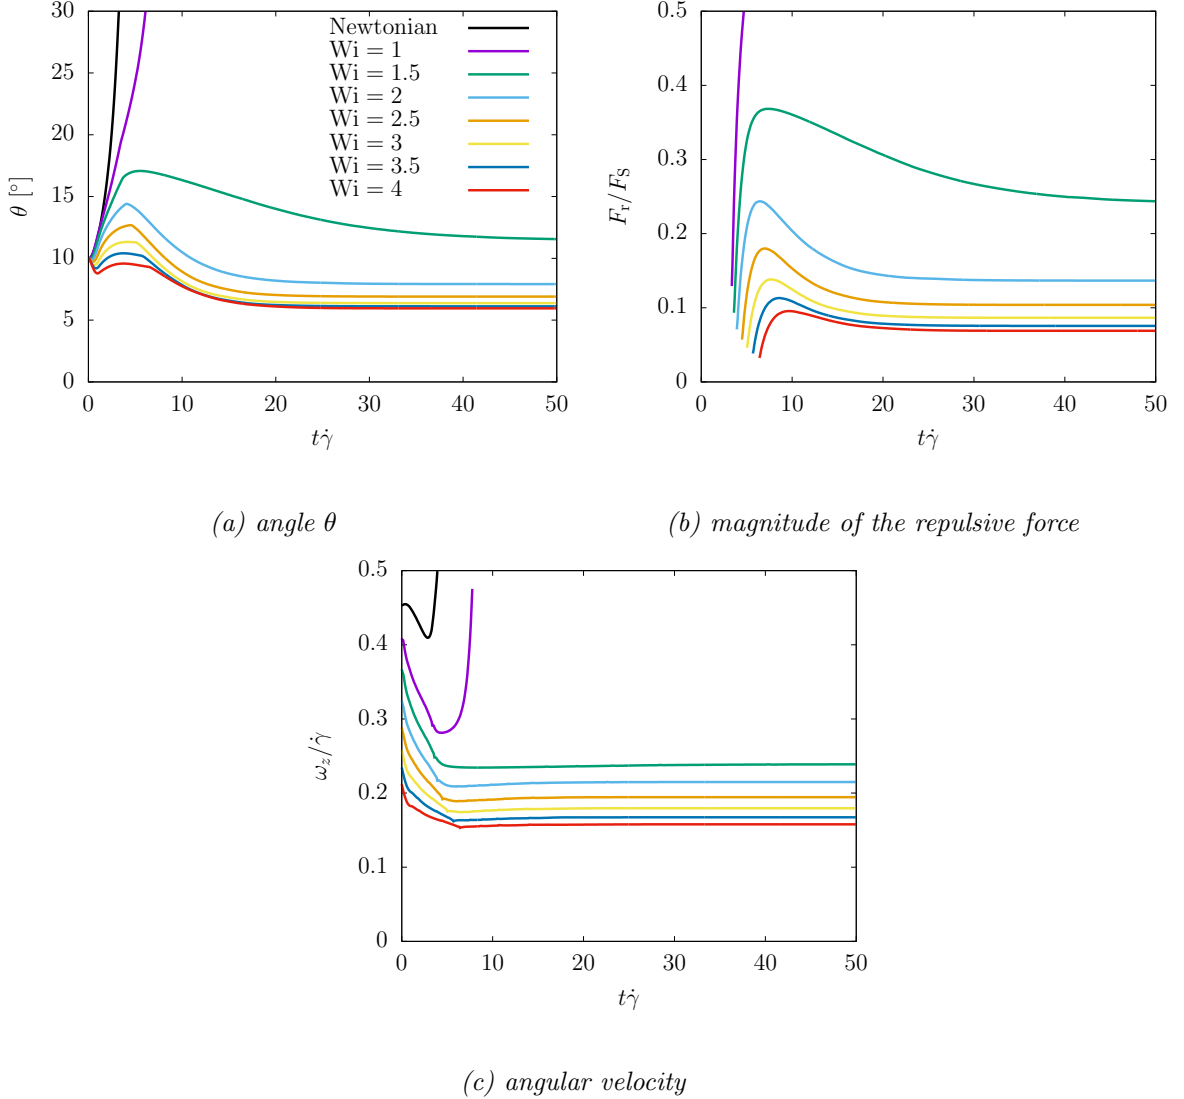 30
25
20
15
10
5
0
θ [°]
Newtonian
Wi = 1
Wi = 1.5
Wi = 2
Wi = 2.5
Wi = 3
Wi = 3.5
Wi = 4
0 10 20 30 40 50
tγ̇
(a) angle θ
0.5
0.4
0.3
0.2
0.1
0
F_r/F_S
0 10 20 30 40 50
tγ̇
(b) magnitude of the repulsive force
0.5
0.4
0.3
0.2
0.1
0
ω_z/γ̇
0 10 20 30 40 50
tγ̇
(c) angular velocity